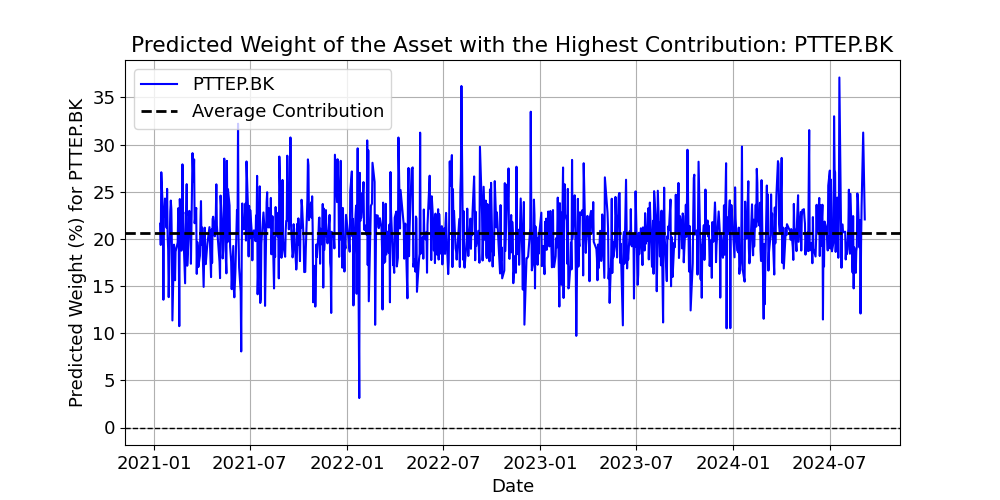 Predicted Weight of the Asset with the Highest Contribution: PTTEP.BK
PTTEP.BK
Average Contribution
Predicted Weight (%) for PTTEP.BK
35
30
25
20
15
10
5
0
2021-01 2021-07 2022-01 2022-07 2023-01 2023-07 2024-01 2024-07
Date